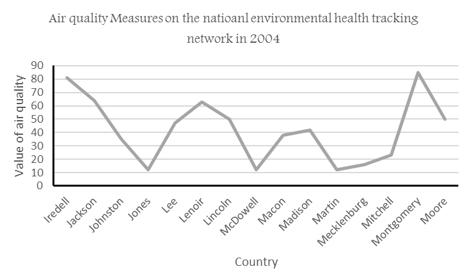 Air quality Measures on the natioanl environmental health tracking
network in 2004
Value of air quality
90
80
70
60
50
40
30
20
10
0
Iredell
Jackson
Johnston
Jones
Lee
Lenoir
Lincoln
McDowell
Macon
Madison
Martin
Mecklenburg
Mitchell
Montgomery
Moore
Country